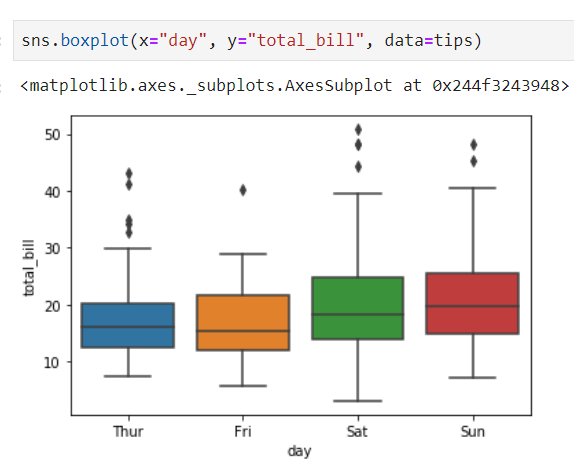 sns.boxplot(x="day", y="total_bill", data=tips)
<matplotlib.axes._subplots.AxesSubplot at 0x244f3243948>
50
40
30
20
10
total_bill
Thur Fri Sat Sun
day